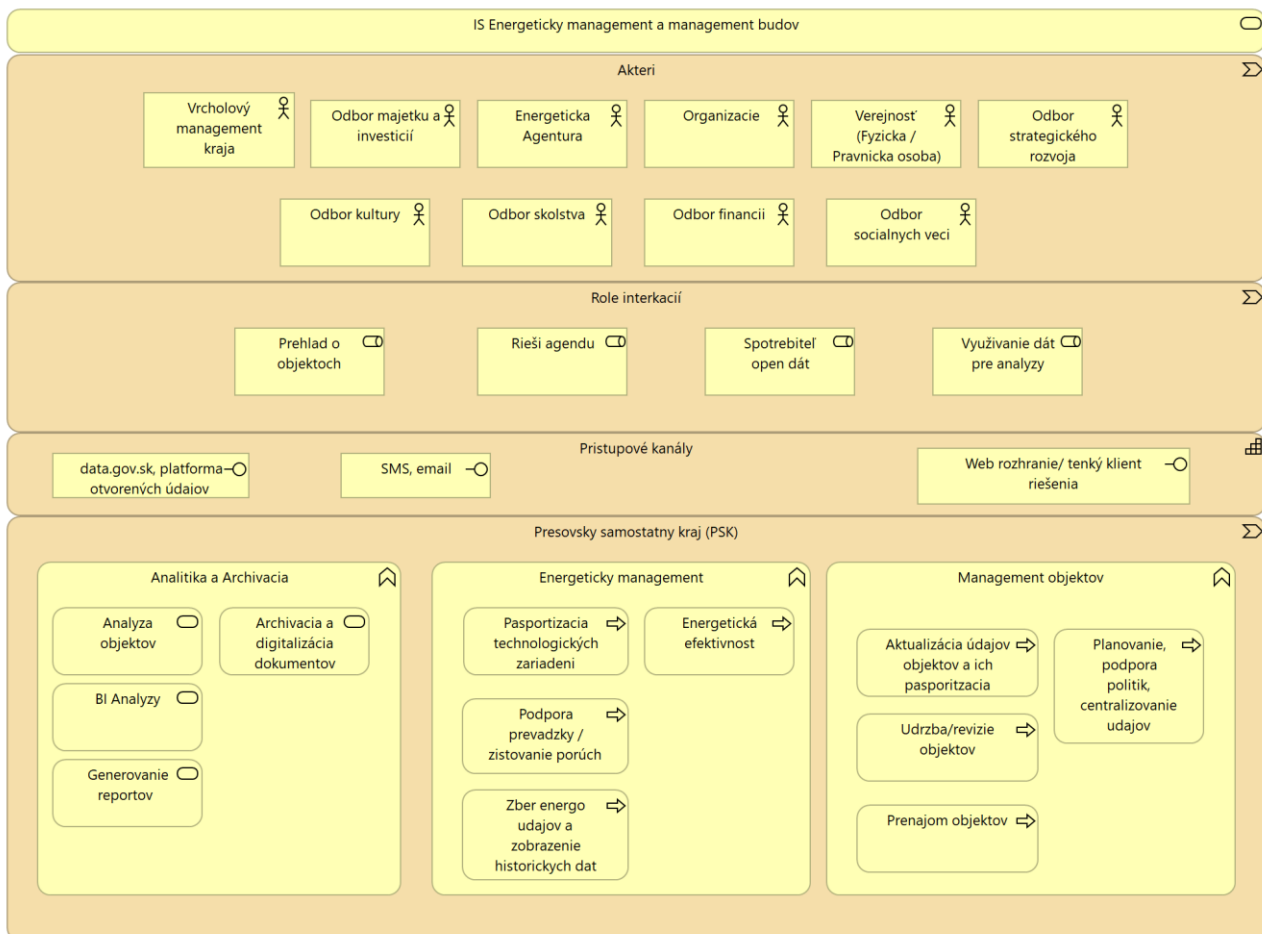 IS Energeticky management a management budov
Akteri
Vrcholový
management
kraja
Odbor majetku a
investicií
Energeticka
Agentura
Organizacie
Verejnosť
(Fyzicka /
Pravnicka osoba)
Odbor
strategického
rozvoja
Odbor kultury
Odbor skolstva
Odbor financii
Odbor
socialnych veci
Role interkacií
Prehlad o
objektoch
Rieši agendu
Spotrebiteľ
open dát
Využivanie dát
pre analyzy
Pristupové kanály
data.gov.sk, platforma
otvorených údajov
SMS, email
Web rozhranie/ tenký klient
riešenia
Presovsky samostatny kraj (PSK)
Analitika a Archivacia
Analyza
objektov
Archivacia a
digitalizácia
dokumentov
BI Analyzy
Generovanie
reportov
Energeticky management
Pasportizacia
technologických
zariadeni
Energetická
efektivnost
Podpora
prevadzky /
zistovanie porúch
Zber energo
udajov a
zobrazenie
historickych dat
Management objektov
Aktualizácia údajov
objektov a ich
pasporitzacia
Planovanie,
podpora
politik,
centralizovanie
udajov
Udrzba/revizie
objektov
Prenajom objektov